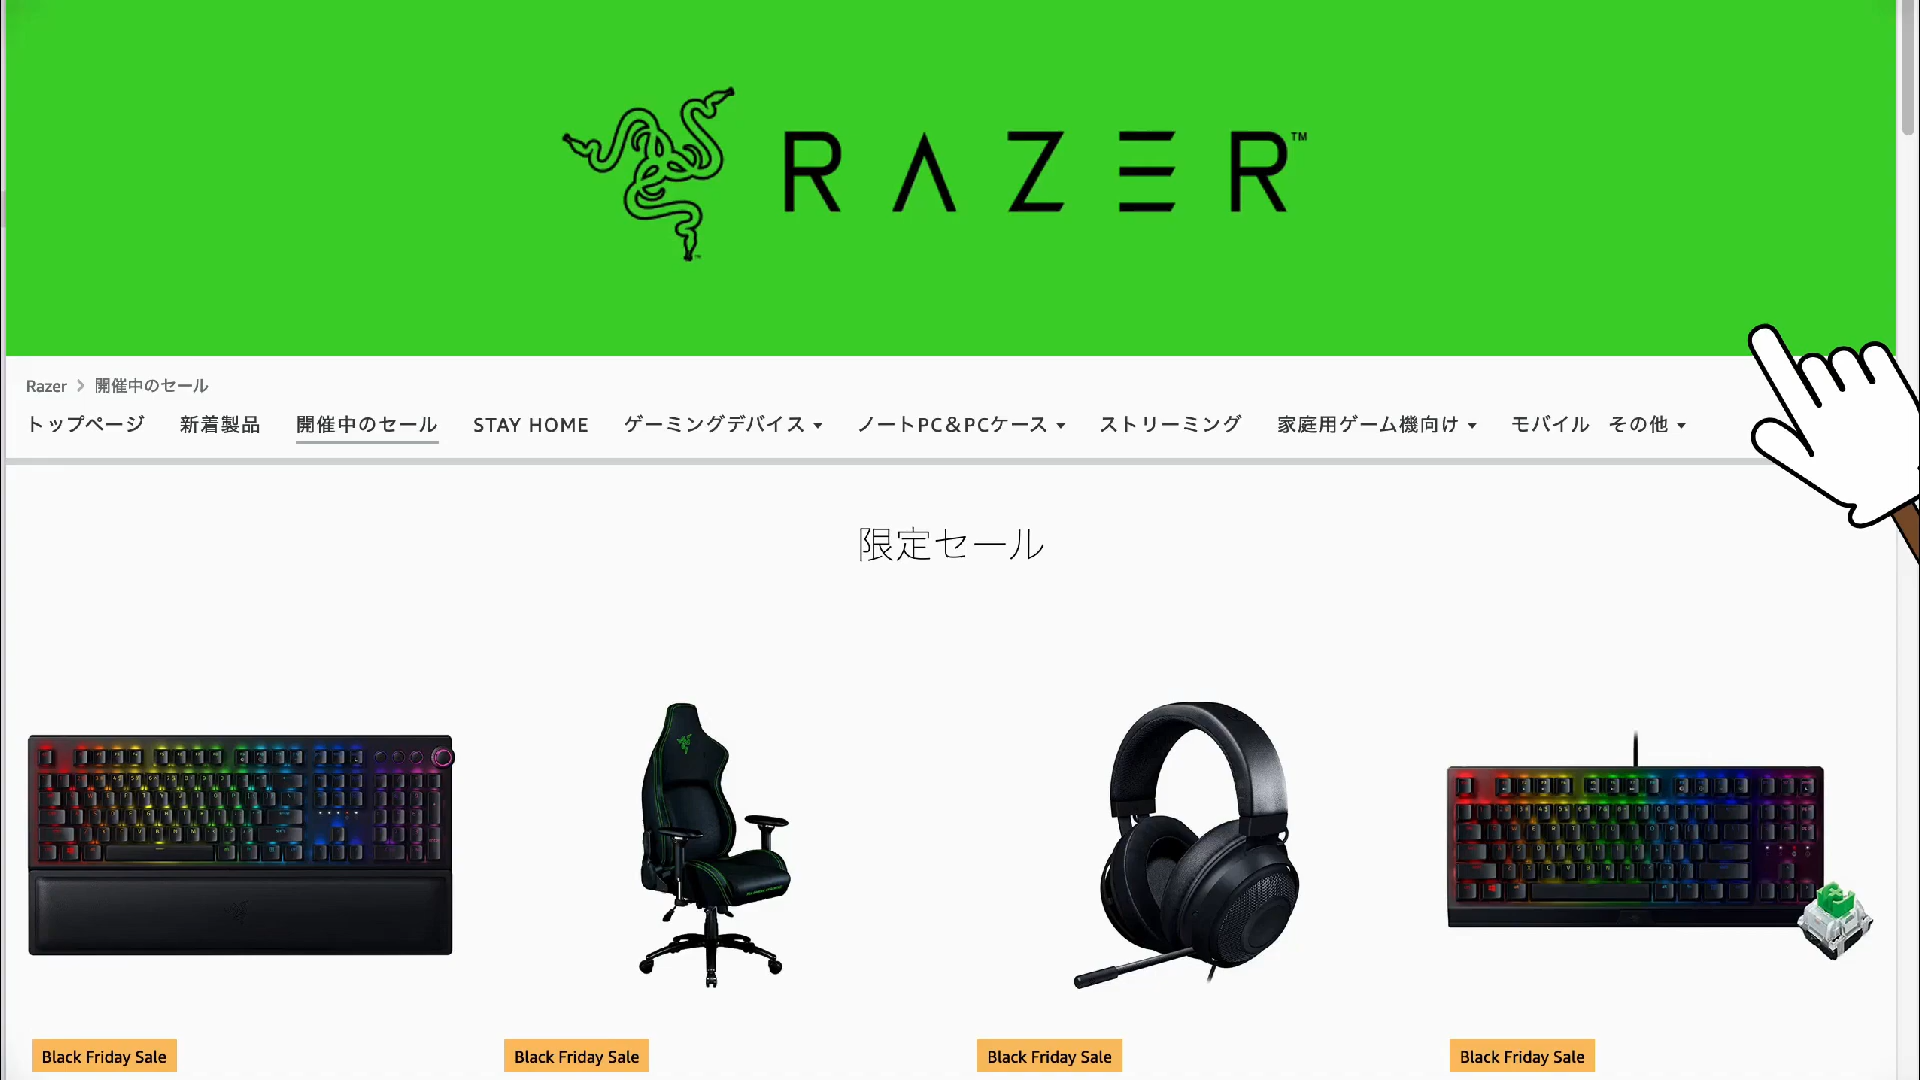 RAZER™
Razer > 開催中のセール
トップページ 新着製品 開催中のセール STAY HOME ゲーミングデバイス ノートPC&PCケース ストリーミング 家庭用ゲーム機向け モバイル その他
限定セール
Black Friday Sale Black Friday Sale Black Friday Sale Black Friday Sale